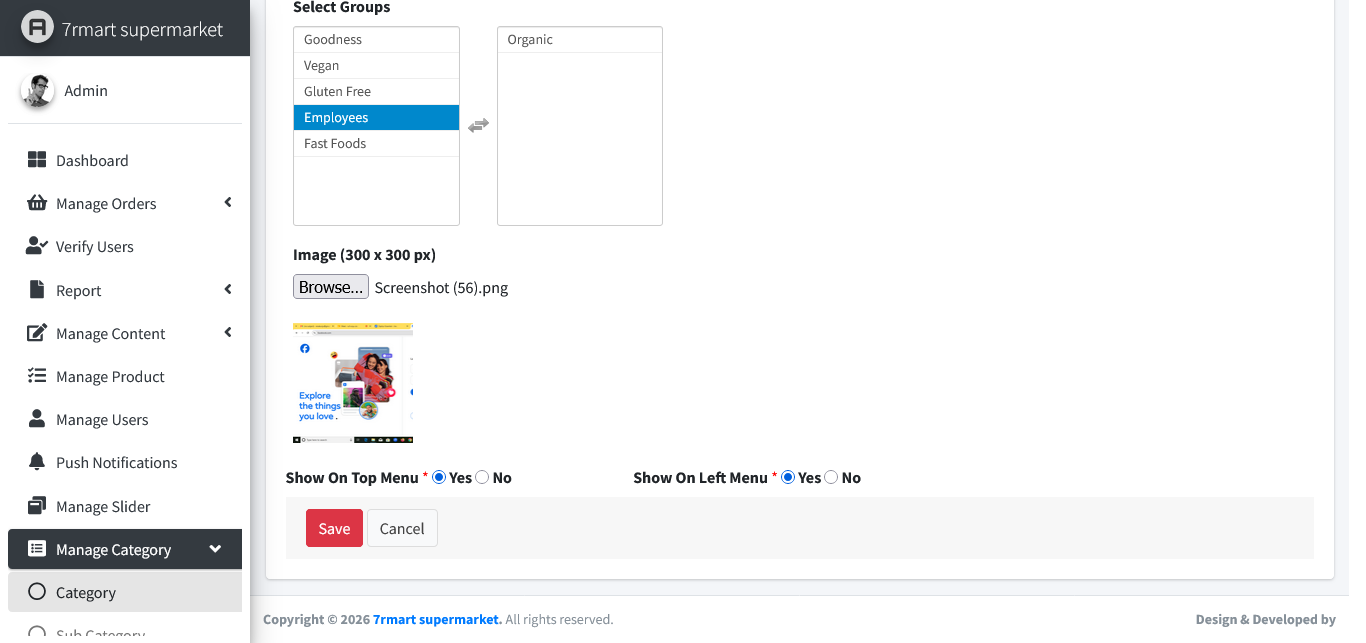 7rmart supermarket
Admin
Dashboard
Manage Orders
Verify Users
Report
Manage Content
Manage Product
Manage Users
Push Notifications
Manage Slider
Manage Category
Category
Sub Category
Select Groups
Goodness
Vegan
Gluten Free
Employees
Fast Foods
Organic
Image (300 x 300 px)
Browse... Screenshot (56).png
Explore
the things
you love.
Show On Top Menu * Yes No
Show On Left Menu * Yes No
Save Cancel
Copyright © 2026 7rmart supermarket. All rights reserved.
Design & Developed by